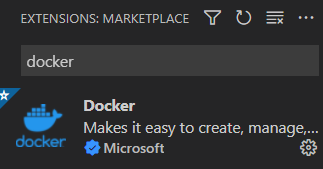 EXTENSIONS: MARKETPLACE
docker
Docker
Makes it easy to create, manage,...
docker
Microsoft